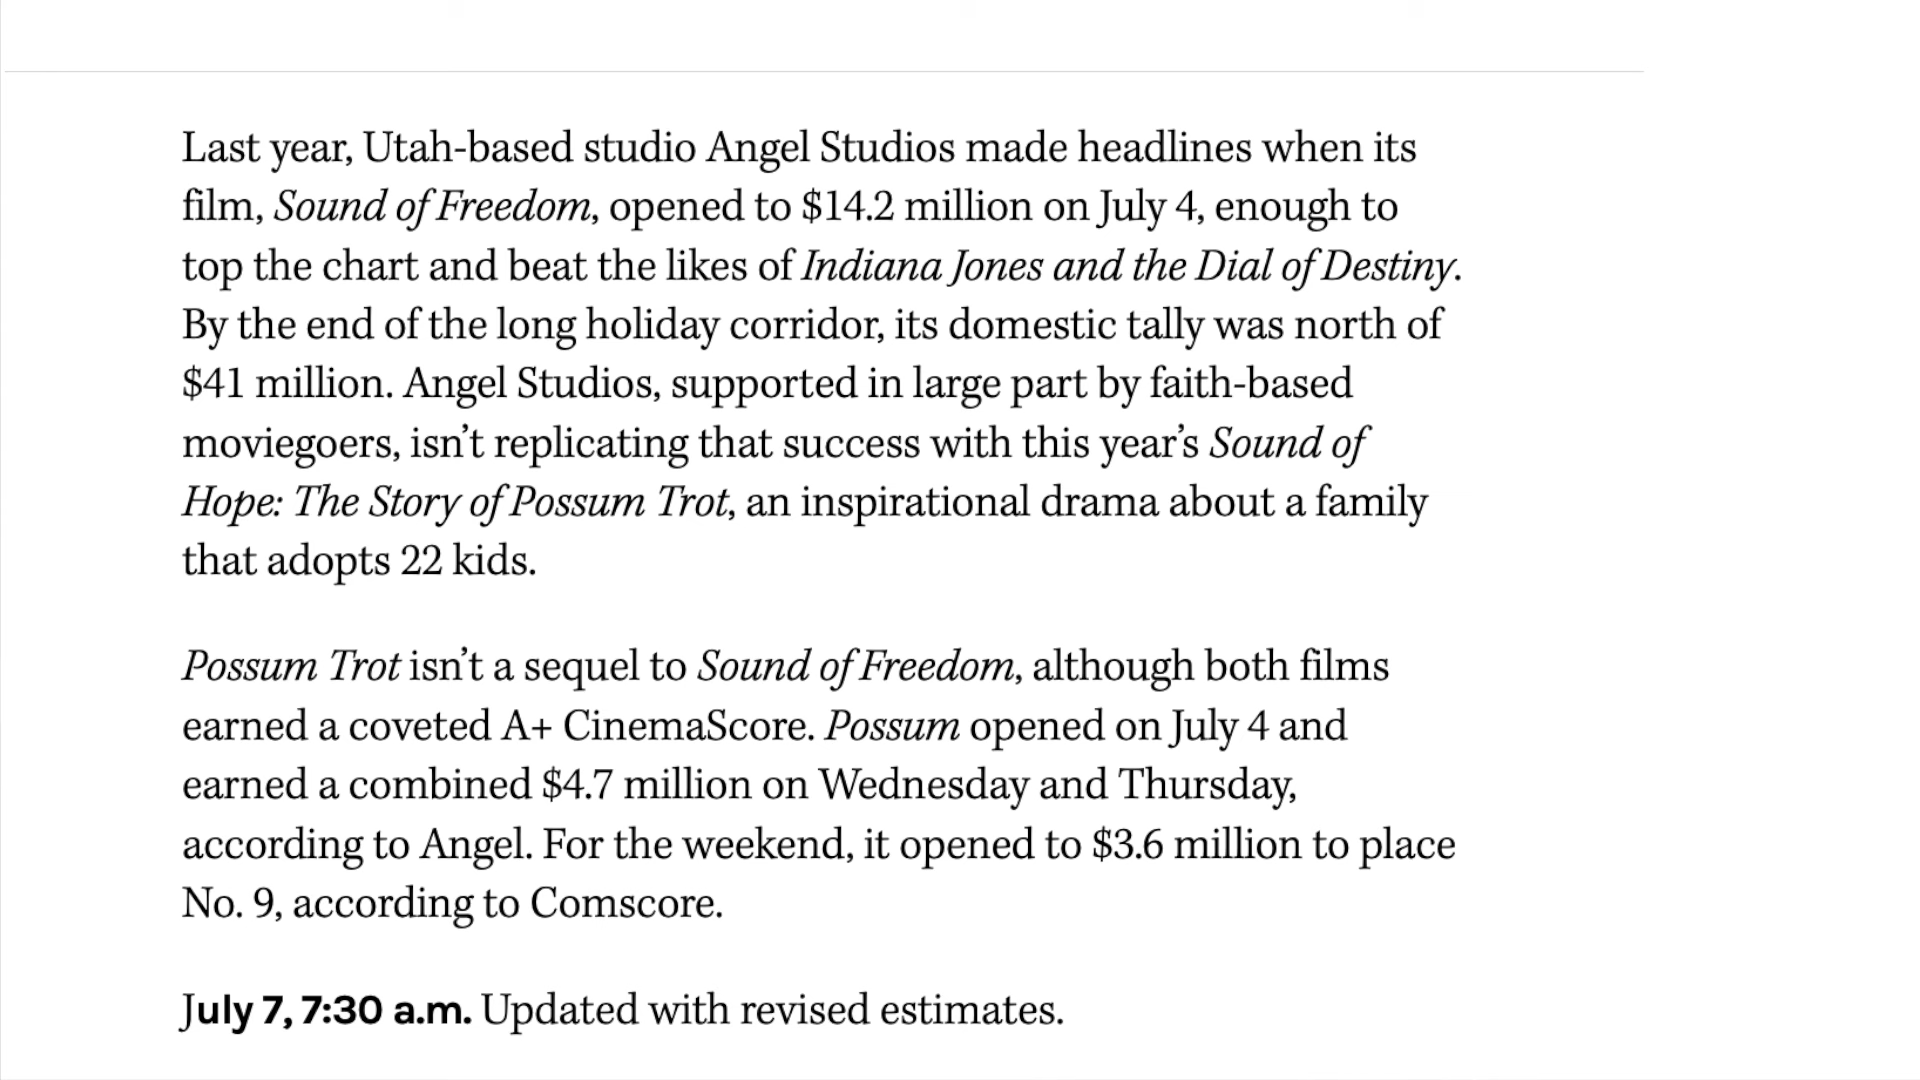 Last year, Utah-based studio Angel Studios made headlines when its
film, Sound of Freedom, opened to $14.2 million on July 4, enough to
top the chart and beat the likes of Indiana Jones and the Dial of Destiny.
By the end of the long holiday corridor, its domestic tally was north of
$41 million. Angel Studios, supported in large part by faith-based
moviegoers, isn’t replicating that success with this year’s Sound of
Hope: The Story of Possum Trot, an inspirational drama about a family
that adopts 22 kids.
Possum Trot isn’t a sequel to Sound of Freedom, although both films
earned a coveted A+ CinemaScore. Possum opened on July 4 and
earned a combined $4.7 million on Wednesday and Thursday,
according to Angel. For the weekend, it opened to $3.6 million to place
No. 9, according to Comscore.
July 7, 7:30 a.m. Updated with revised estimates.